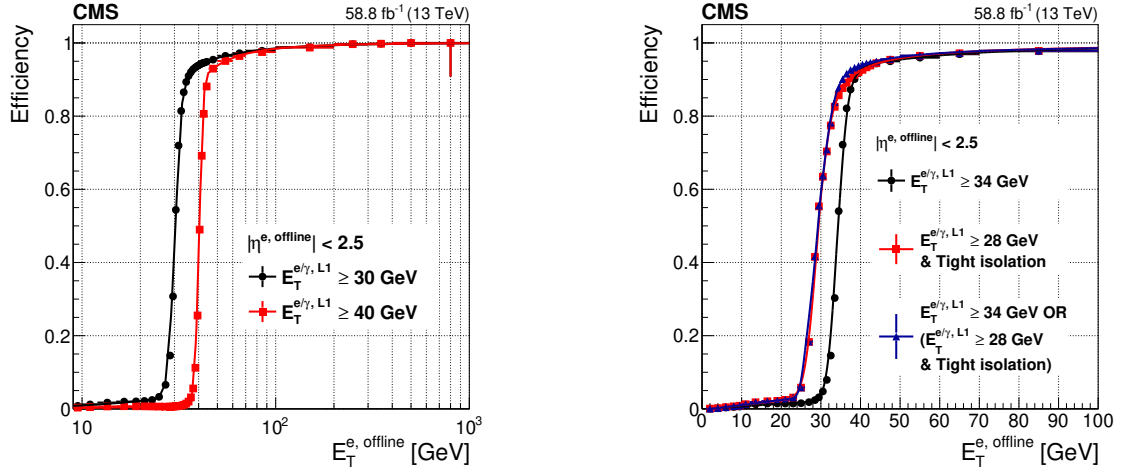 CMS
58.8 fb⁻¹ (13 TeV)
Efficiency
1
0.8
0.6
0.4
0.2
0
|η^{e, offline}| < 2.5
E_T^{e/γ, L1} ≥ 30 GeV
E_T^{e/γ, L1} ≥ 40 GeV
10
10²
10³
E_T^{e, offline} [GeV]
CMS
58.8 fb⁻¹ (13 TeV)
Efficiency
1
0.8
0.6
0.4
0.2
0
|η^{e, offline}| < 2.5
E_T^{e/γ, L1} ≥ 34 GeV
E_T^{e/γ, L1} ≥ 28 GeV
& Tight isolation
E_T^{e/γ, L1} ≥ 34 GeV OR
(E_T^{e/γ, L1} ≥ 28 GeV
& Tight isolation)
0 10 20 30 40 50 60 70 80 90 100
E_T^{e, offline} [GeV]